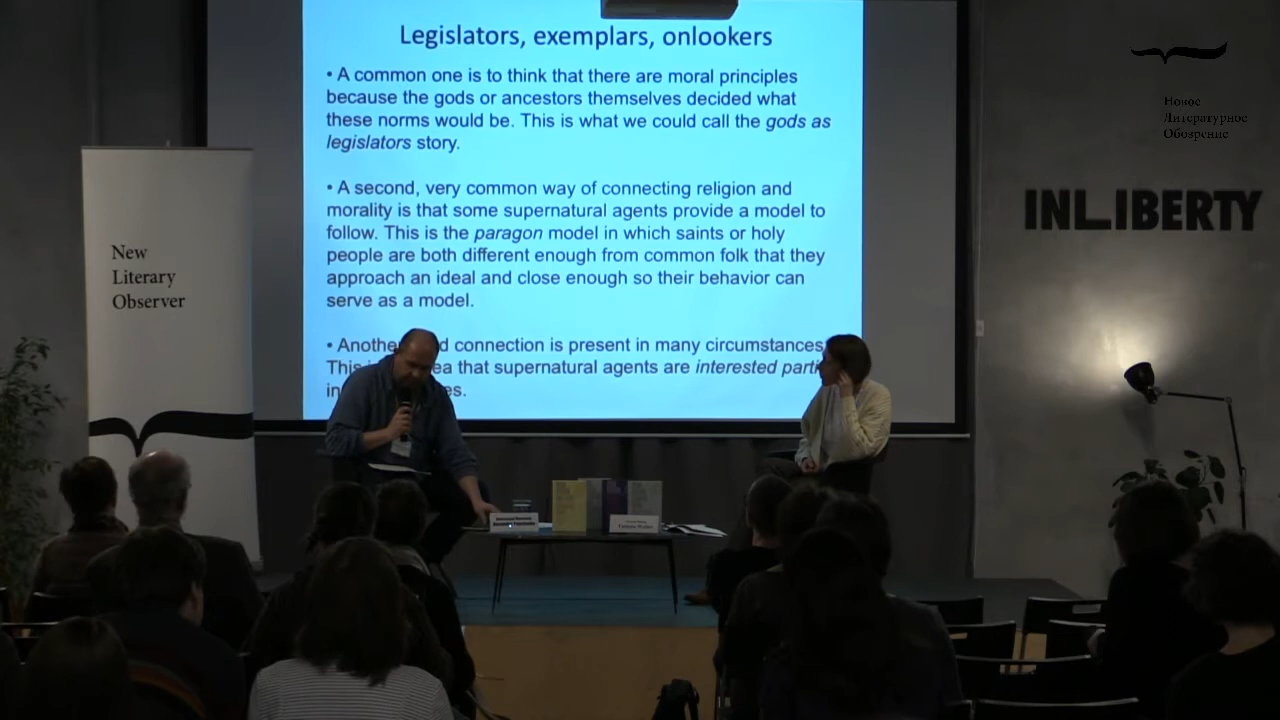 Legislators, exemplars, onlookers
• A common one is to think that there are moral principles
because the gods or ancestors themselves decided what
these norms would be. This is what we could call the gods as
legislators story.
• A second, very common way of connecting religion and
morality is that some supernatural agents provide a model to
follow. This is the paragon model in which saints or holy
people are both different enough from common folk that they
approach an ideal and close enough so their behavior can
serve as a model.
• connection is present in many circumstances
This that supernatural agents are interested
in
New
Literary
Observer
Новое
Литературное
Обозрение
INLIBERTY